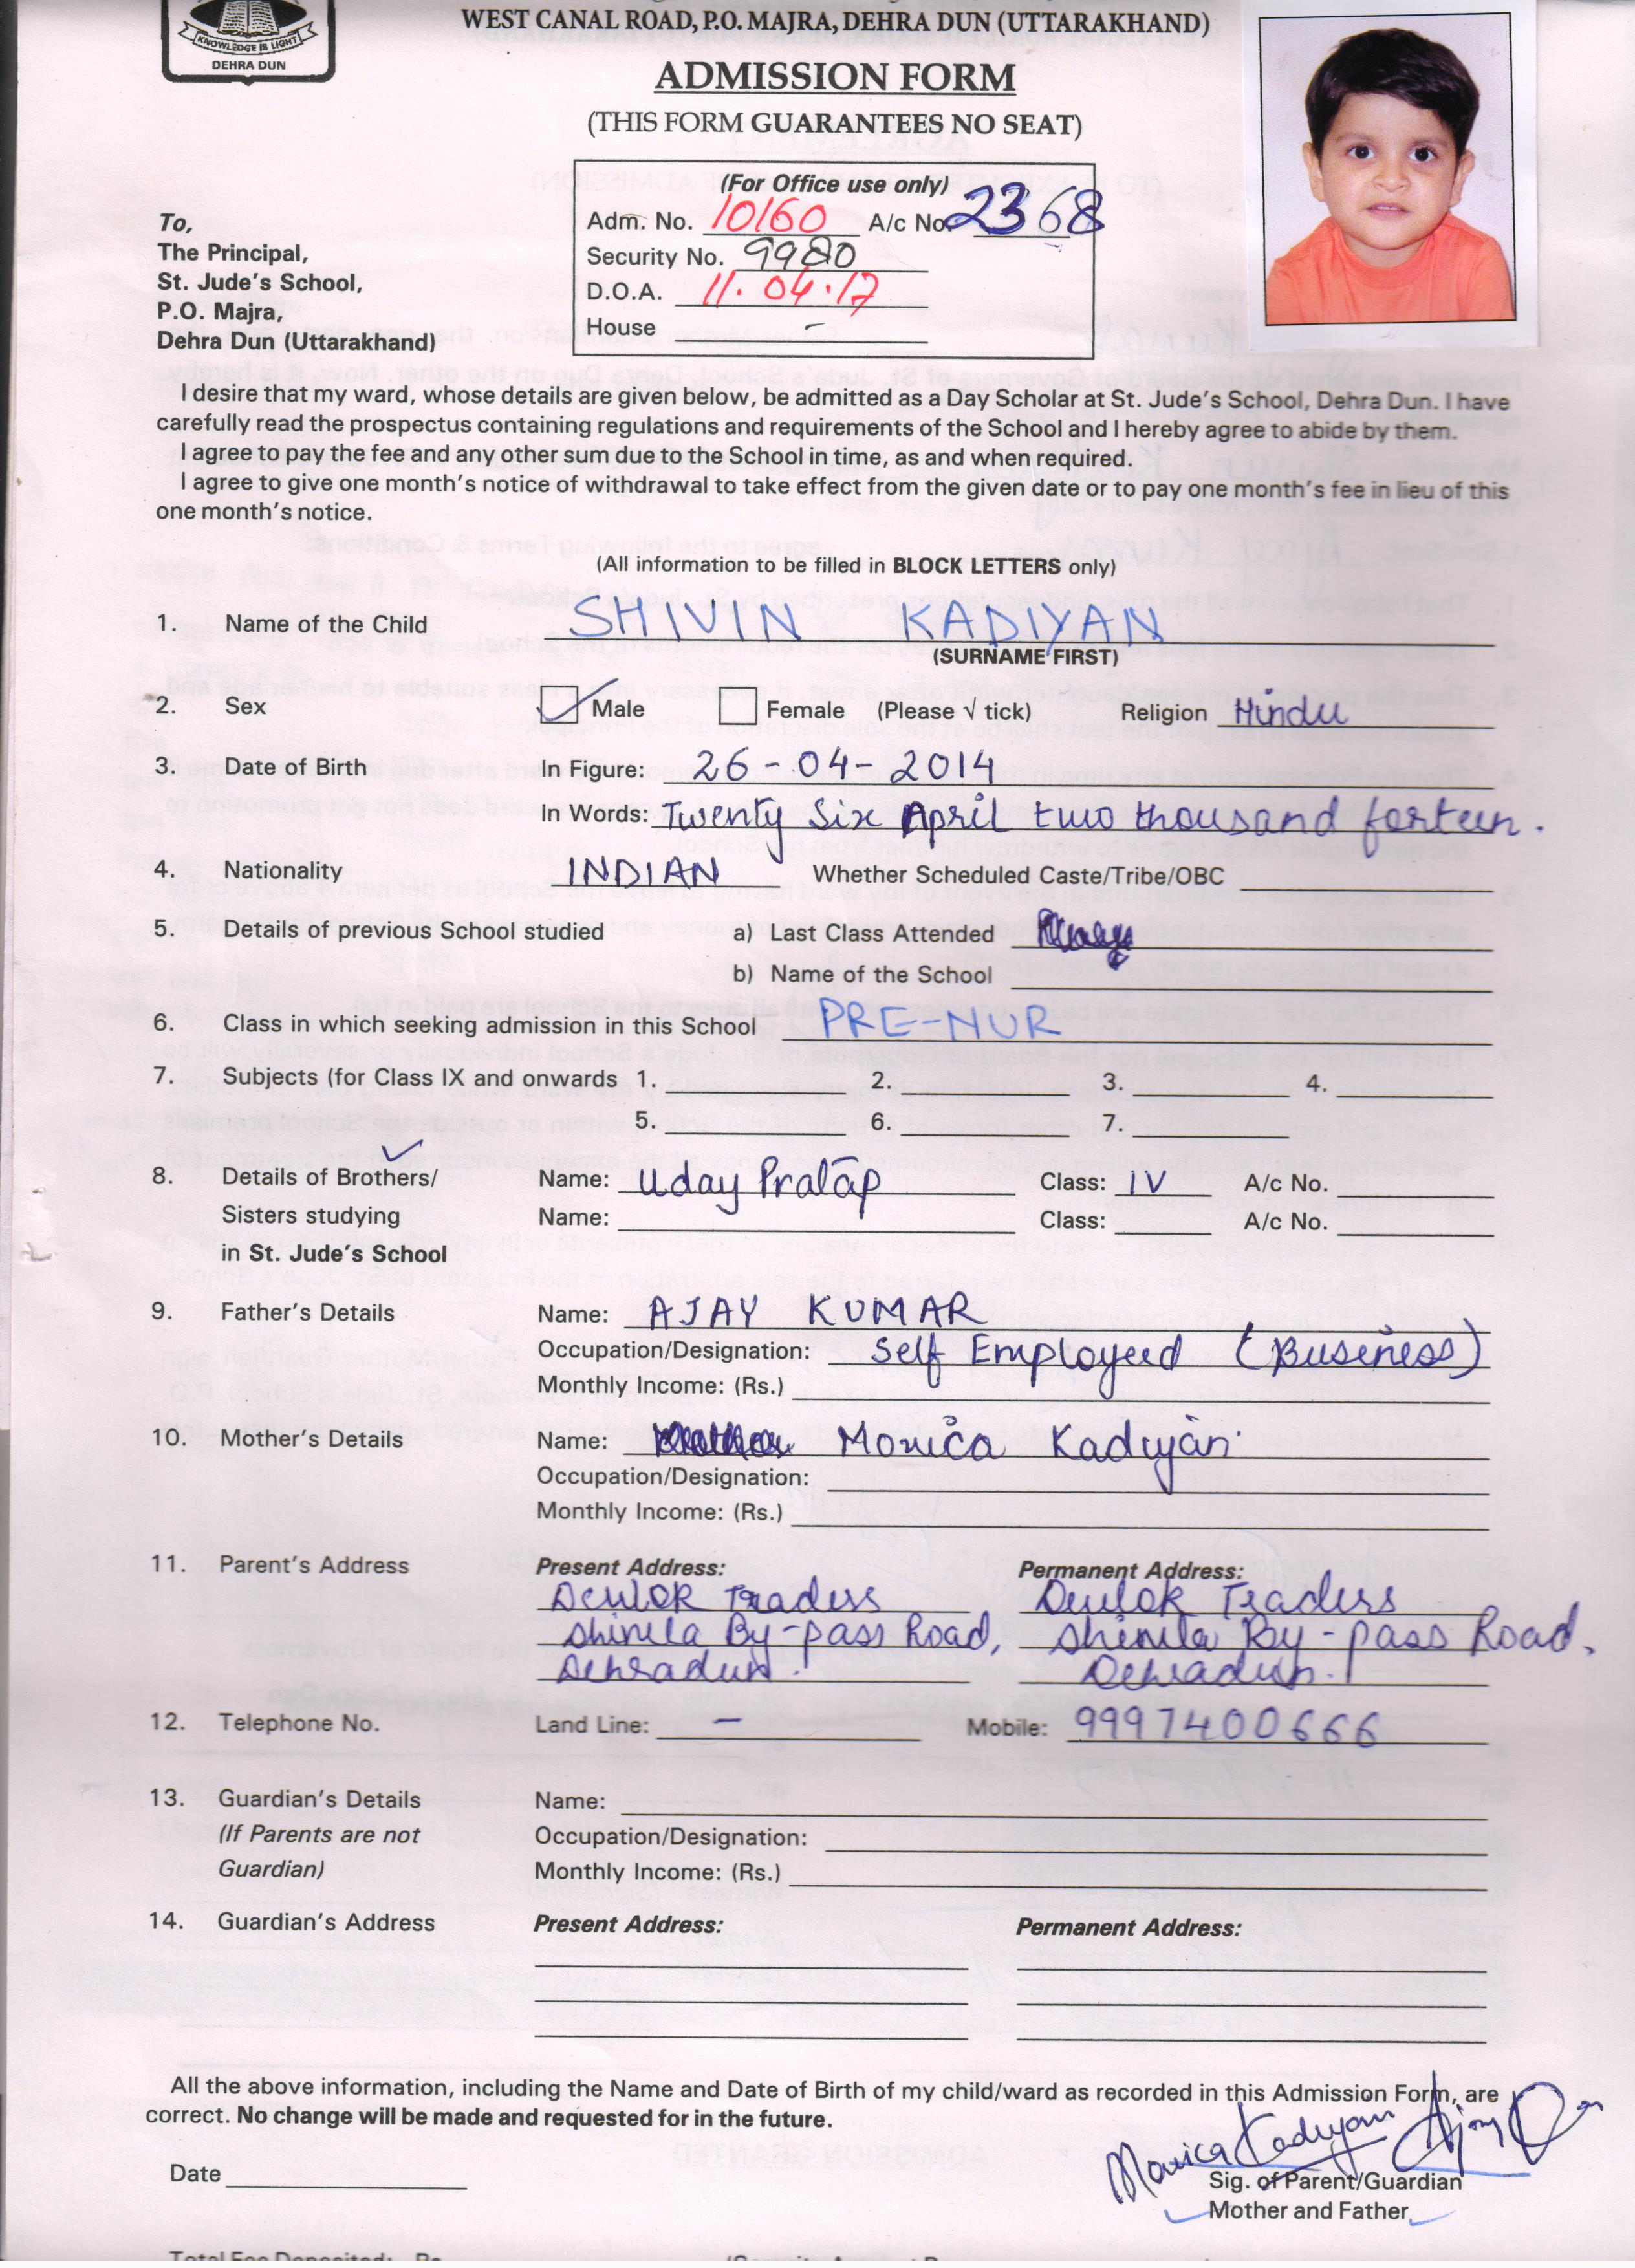 KNOWLEDGE IS LIGHT
DEHRA DUN
WEST CANAL ROAD, P.O. MAJRA, DEHRA DUN (UTTARAKHAND)
ADMISSION FORM
(THIS FORM GUARANTEES NO SEAT)
(For Office use only)
Adm. No. 10160 A/c No. 2368
Security No. 9980
D.O.A. 11.04.17
House -
To,
The Principal,
St. Jude's School,
P.O. Majra,
Dehra Dun (Uttarakhand)
I desire that my ward, whose details are given below, be admitted as a Day Scholar at St. Jude's School, Dehra Dun. I have
carefully read the prospectus containing regulations and requirements of the School and I hereby agree to abide by them.
I agree to pay the fee and any other sum due to the School in time, as and when required.
I agree to give one month's notice of withdrawal to take effect from the given date or to pay one month's fee in lieu of this
one month's notice.
(All information to be filled in BLOCK LETTERS only)
1. Name of the Child SHIVIN KADIYAN
(SURNAME FIRST)
2. Sex Male Female (Please √ tick) Religion Hindu
3. Date of Birth In Figure: 26-04-2014
In Words: Twenty Six April two thousand forteen.
4. Nationality INDIAN Whether Scheduled Caste/Tribe/OBC
5. Details of previous School studied a) Last Class Attended
b) Name of the School
6. Class in which seeking admission in this School PRE-NUR
7. Subjects (for Class IX and onwards 1. 2. 3. 4.
5. 6. 7.
8. Details of Brothers/ Name: Uday Pratap Class: IV A/c No.
Sisters studying Name: Class: A/c No.
in St. Jude's School
9. Father's Details Name: AJAY KUMAR
Occupation/Designation: Self Employeed (Business)
Monthly Income: (Rs.)
10. Mother's Details Name: Monica Kadiyan
Occupation/Designation:
Monthly Income: (Rs.)
11. Parent's Address Present Address: Permanent Address:
Devlok Traders Devlok Traders
Shimla By-pass Road, Shimla By-pass Road,
Dehradun. Dehradun.
12. Telephone No. Land Line: - Mobile: 9997400666
13. Guardian's Details Name:
(If Parents are not Occupation/Designation:
Guardian) Monthly Income: (Rs.)
14. Guardian's Address Present Address: Permanent Address:
All the above information, including the Name and Date of Birth of my child/ward as recorded in this Admission Form, are
correct. No change will be made and requested for in the future.
Monica Kadiyan Ajay
Date Sig. of Parent/Guardian
Mother and Father